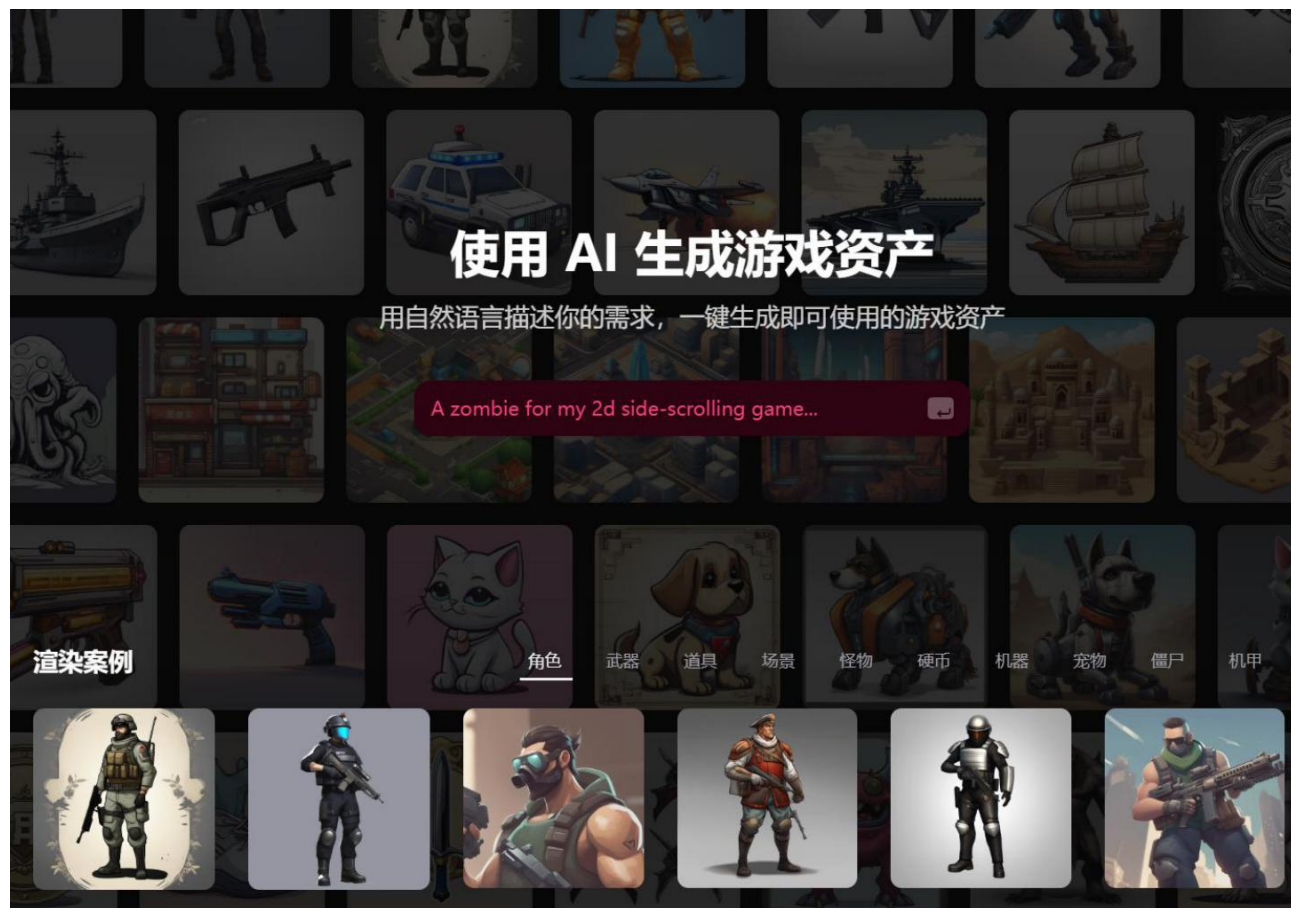 使用 AI 生成游戏资产
用自然语言描述你的需求，一键生成即可使用的游戏资产
A zombie for my 2d side-scrolling game...
渲染案例
角色 武器 道具 场景 怪物 硬币 机器 宠物 僵尸 机甲